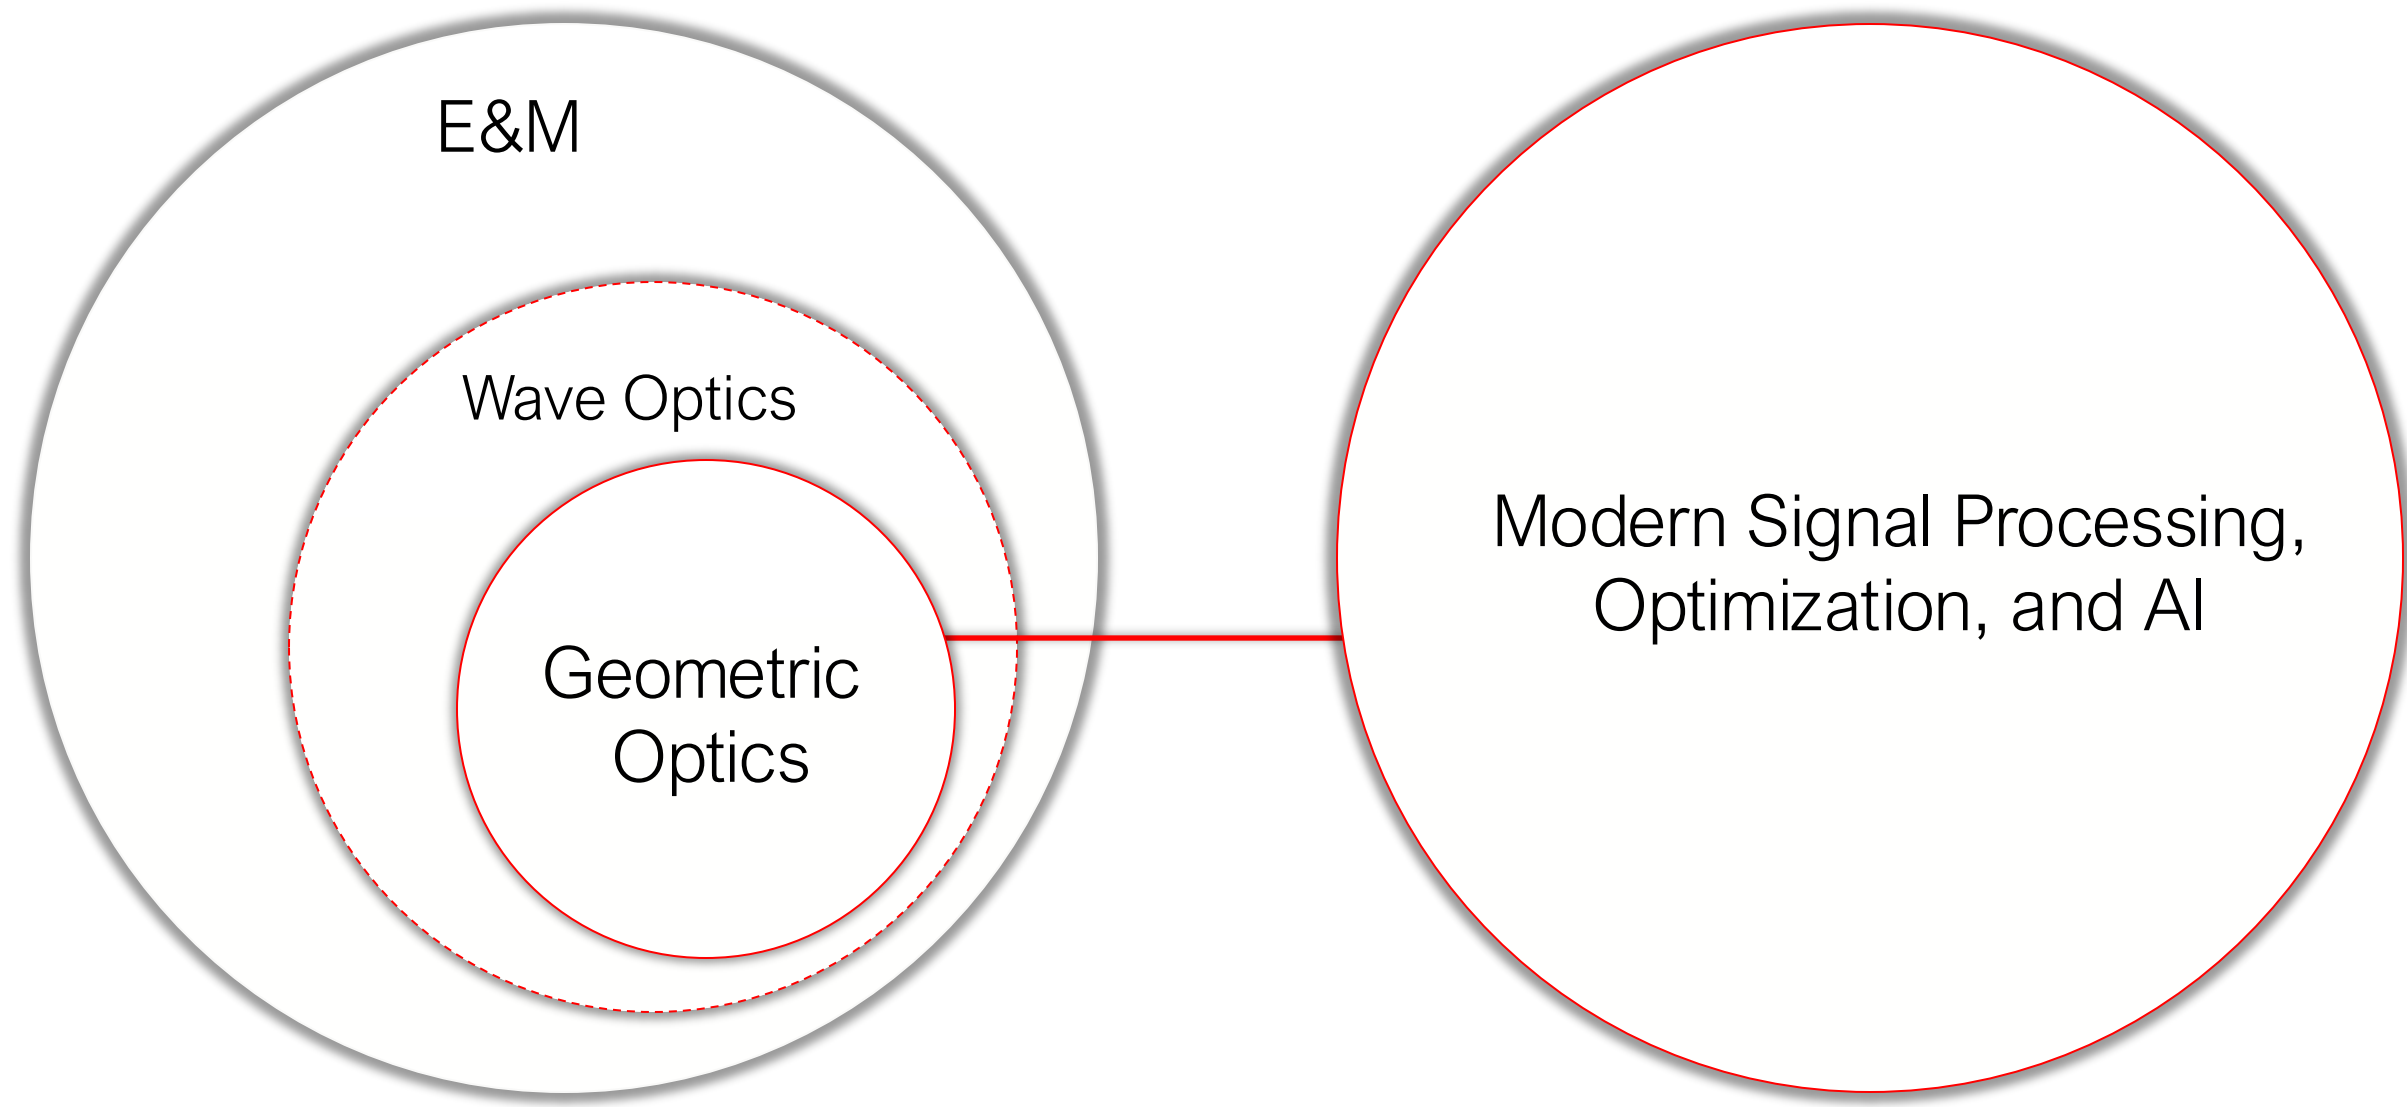 E&M
Wave Optics
Geometric
Optics
Modern Signal Processing,
Optimization, and AI